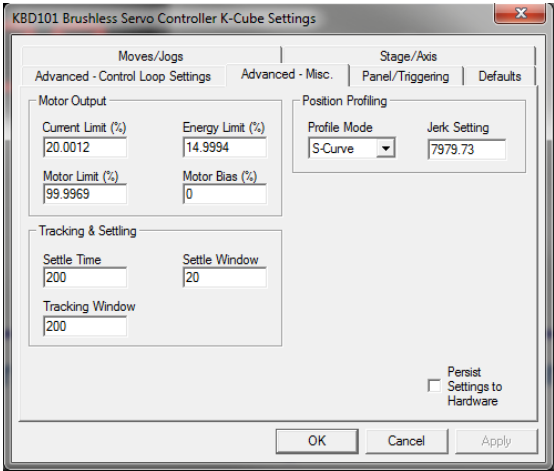 KBD101 Brushless Servo Controller K-Cube Settings
Moves/Jogs
Stage/Axis
Advanced - Control Loop Settings
Advanced - Misc.
Panel/Triggering
Defaults
Motor Output
Current Limit (%)
Energy Limit (%)
20.0012
14.9994
Motor Limit (%)
Motor Bias (%)
99.9969
0
Position Profiling
Profile Mode
Jerk Setting
S-Curve
7979.73
Tracking & Settling
Settle Time
Settle Window
200
20
Tracking Window
200
Persist
Settings to
Hardware
OK
Cancel
Apply